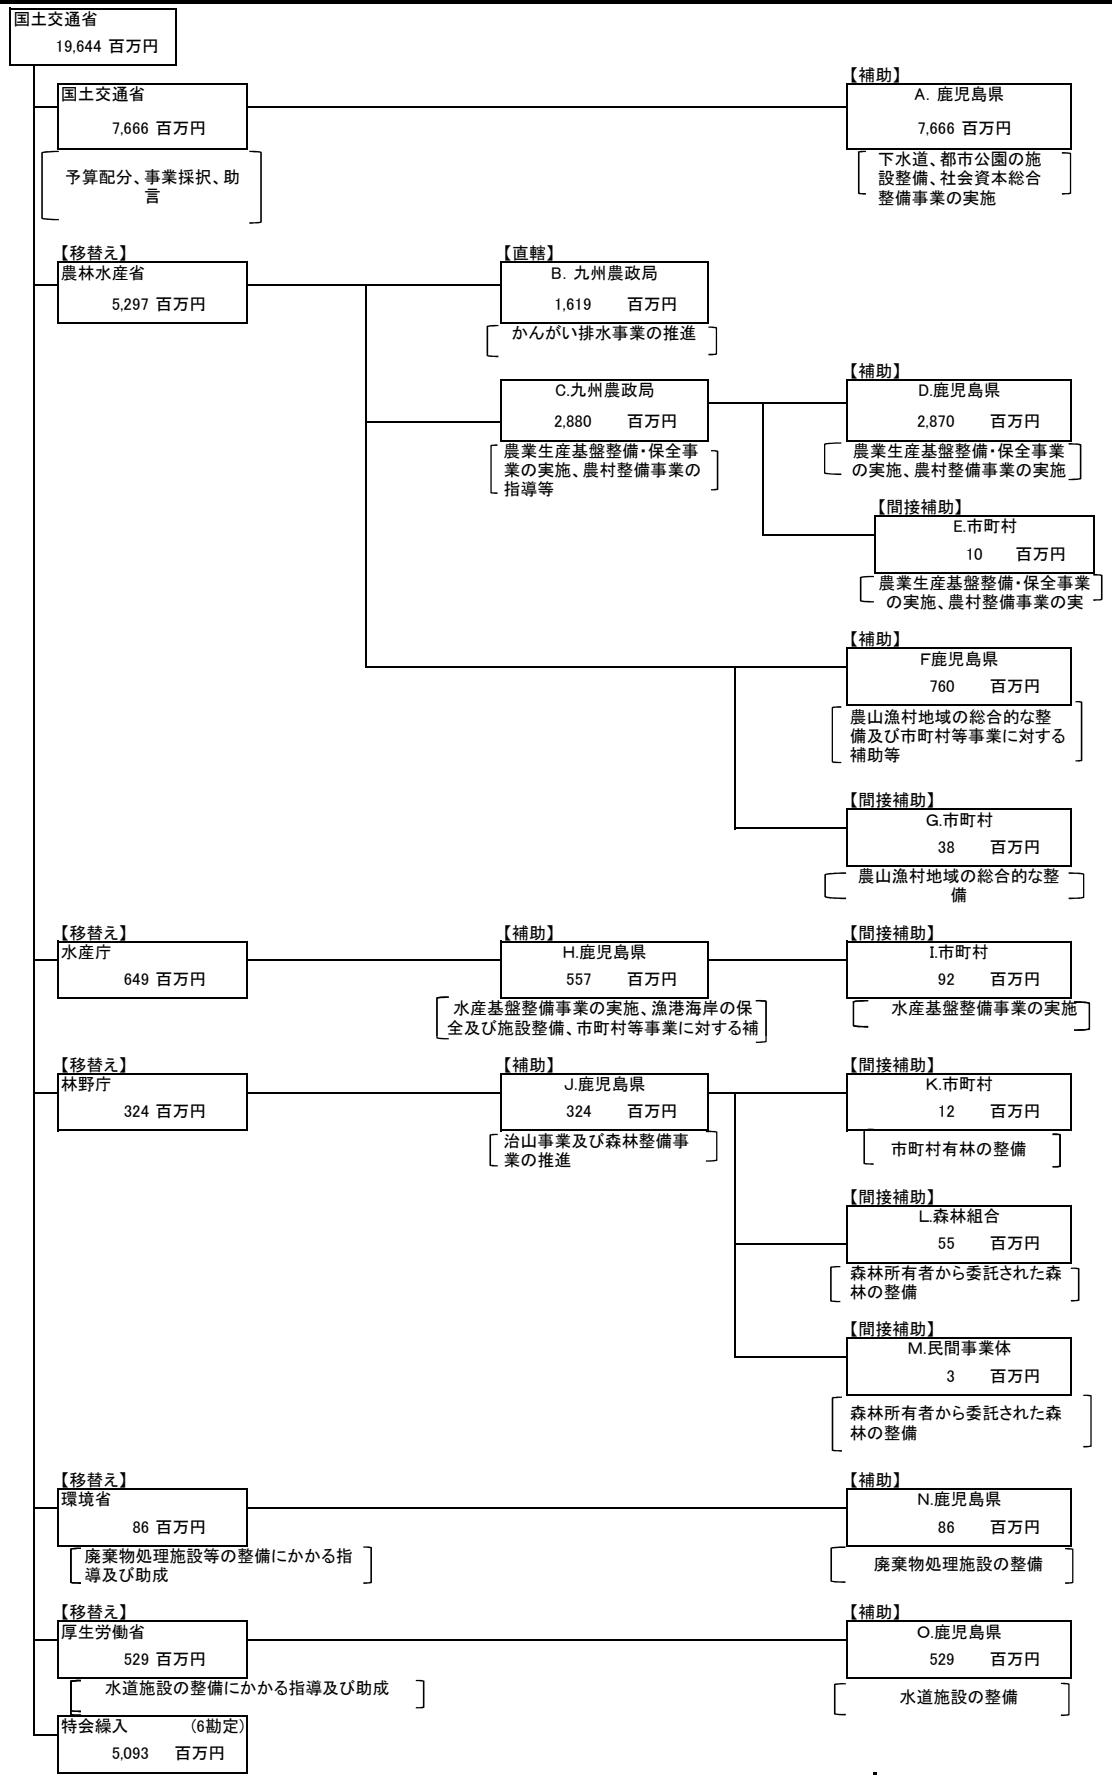 国土交通省
19,644 百万円
国土交通省
7,666 百万円
予算配分、事業採択、助
言
【補助】
A. 鹿児島県
7,666 百万円
下水道、都市公園の施
設整備、社会資本総合
整備事業の実施
【移替え】
農林水産省
5,297 百万円
【直轄】
B. 九州農政局
1,619 百万円
かんがい排水事業の推進
C.九州農政局
2,880 百万円
農業生産基盤整備・保全事
業の実施、農村整備事業の
指導等
【補助】
D.鹿児島県
2,870 百万円
農業生産基盤整備・保全事業
の実施、農村整備事業の実施
【間接補助】
E.市町村
10 百万円
農業生産基盤整備・保全事業
の実施、農村整備事業の実
【補助】
F鹿児島県
760 百万円
農山漁村地域の総合的な整
備及び市町村等事業に対する
補助等
【間接補助】
G.市町村
38 百万円
農山漁村地域の総合的な整
備
【移替え】
水産庁
649 百万円
【補助】
H.鹿児島県
557 百万円
水産基盤整備事業の実施、漁港海岸の保
全及び施設整備、市町村等事業に対する補
【間接補助】
I.市町村
92 百万円
水産基盤整備事業の実施
【移替え】
林野庁
324 百万円
【補助】
J.鹿児島県
324 百万円
治山事業及び森林整備事
業の推進
【間接補助】
K.市町村
12 百万円
市町村有林の整備
【間接補助】
L.森林組合
55 百万円
森林所有者から委託された森
林の整備
【間接補助】
M.民間事業体
3 百万円
森林所有者から委託された森
林の整備
【移替え】
環境省
86 百万円
廃棄物処理施設等の整備にかかる指
導及び助成
【補助】
N.鹿児島県
86 百万円
廃棄物処理施設の整備
【移替え】
厚生労働省
529 百万円
水道施設の整備にかかる指導及び助成
【補助】
O.鹿児島県
529 百万円
水道施設の整備
特会繰入 (6勘定)
5,093 百万円